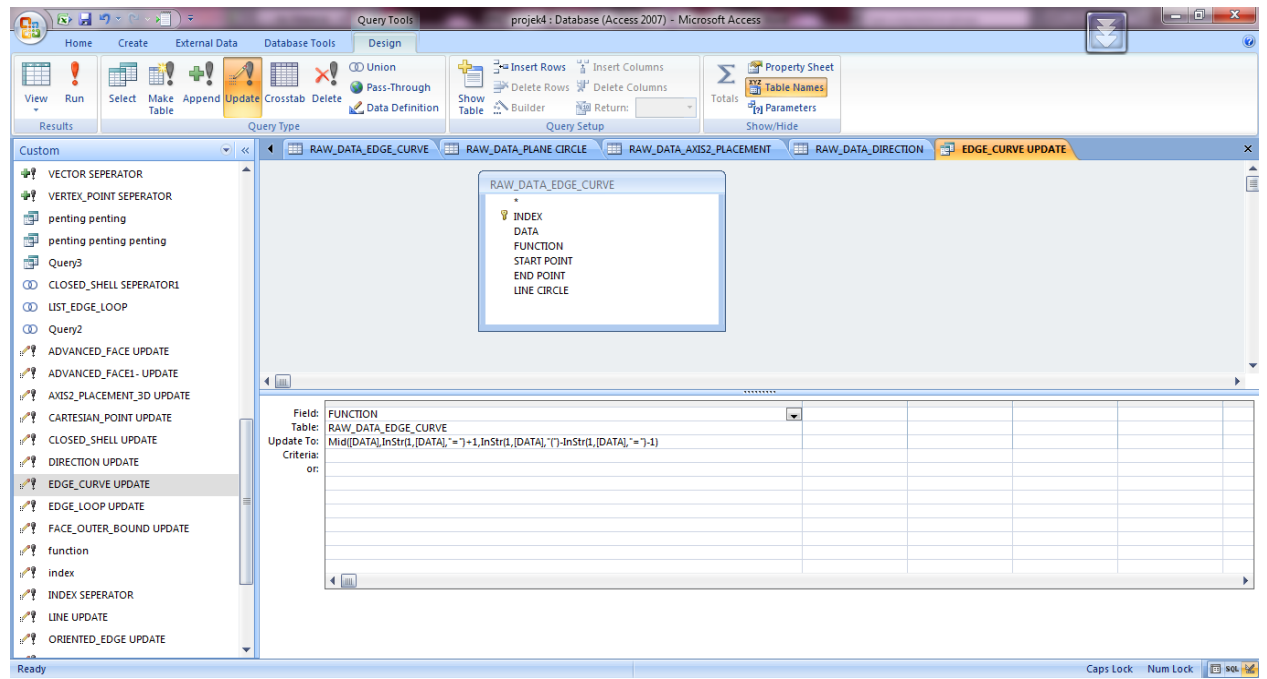 Query Tools
projek4 : Database (Access 2007) - Microsoft Access
Home Create External Data Database Tools Design
View Run Select Make Table Append Update Crosstab Delete
Union
Pass-Through
Data Definition
Show Table
Insert Rows Insert Columns
Delete Rows Delete Columns
Builder Return:
Totals
Property Sheet
Table Names
Parameters
Results Query Type Query Setup Show/Hide
Custom
RAW_DATA_EDGE_CURVE RAW_DATA_PLANE CIRCLE RAW_DATA_AXIS2_PLACEMENT RAW_DATA_DIRECTION EDGE_CURVE UPDATE
VECTOR SEPERATOR
VERTEX_POINT SEPERATOR
penting penting
penting penting penting
Query3
CLOSED_SHELL SEPERATOR1
LIST_EDGE_LOOP
Query2
ADVANCED_FACE UPDATE
ADVANCED_FACE1- UPDATE
AXIS2_PLACEMENT_3D UPDATE
CARTESIAN_POINT UPDATE
CLOSED_SHELL UPDATE
DIRECTION UPDATE
EDGE_CURVE UPDATE
EDGE_LOOP UPDATE
FACE_OUTER_BOUND UPDATE
function
index
INDEX SEPERATOR
LINE UPDATE
ORIENTED_EDGE UPDATE
RAW_DATA_EDGE_CURVE
*
INDEX
DATA
FUNCTION
START POINT
END POINT
LINE CIRCLE
Field: FUNCTION
Table: RAW_DATA_EDGE_CURVE
Update To: Mid([DATA],InStr(1,[DATA],"=")+1,InStr(1,[DATA],"(")-InStr(1,[DATA],"=")-1)
Criteria:
or:
Ready
Caps Lock Num Lock SQL